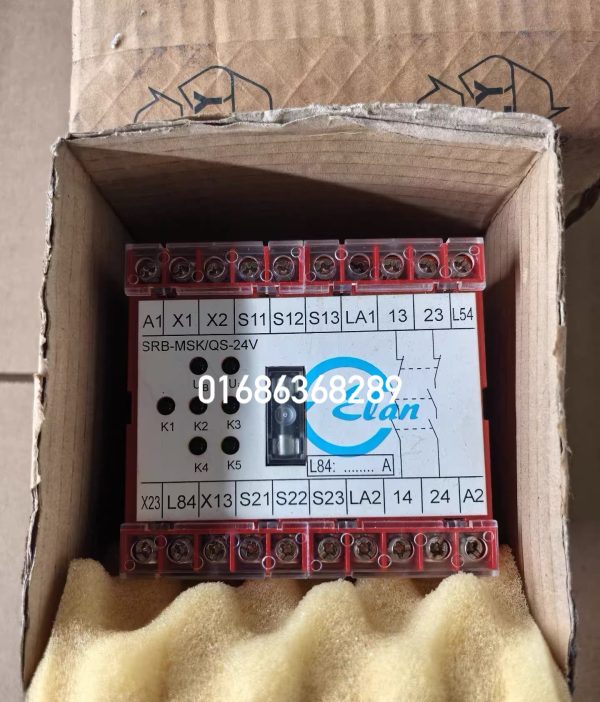 A1 X1 X2 S11 S12 S13 LA1 13 23 L54
SRB-MSK/QS-24V
UB
01686368289
K1 K2 K3
Elan
K4 K5
L84: ........ A
X23 L84 X13 S21 S22 S23 LA2 14 24 A2